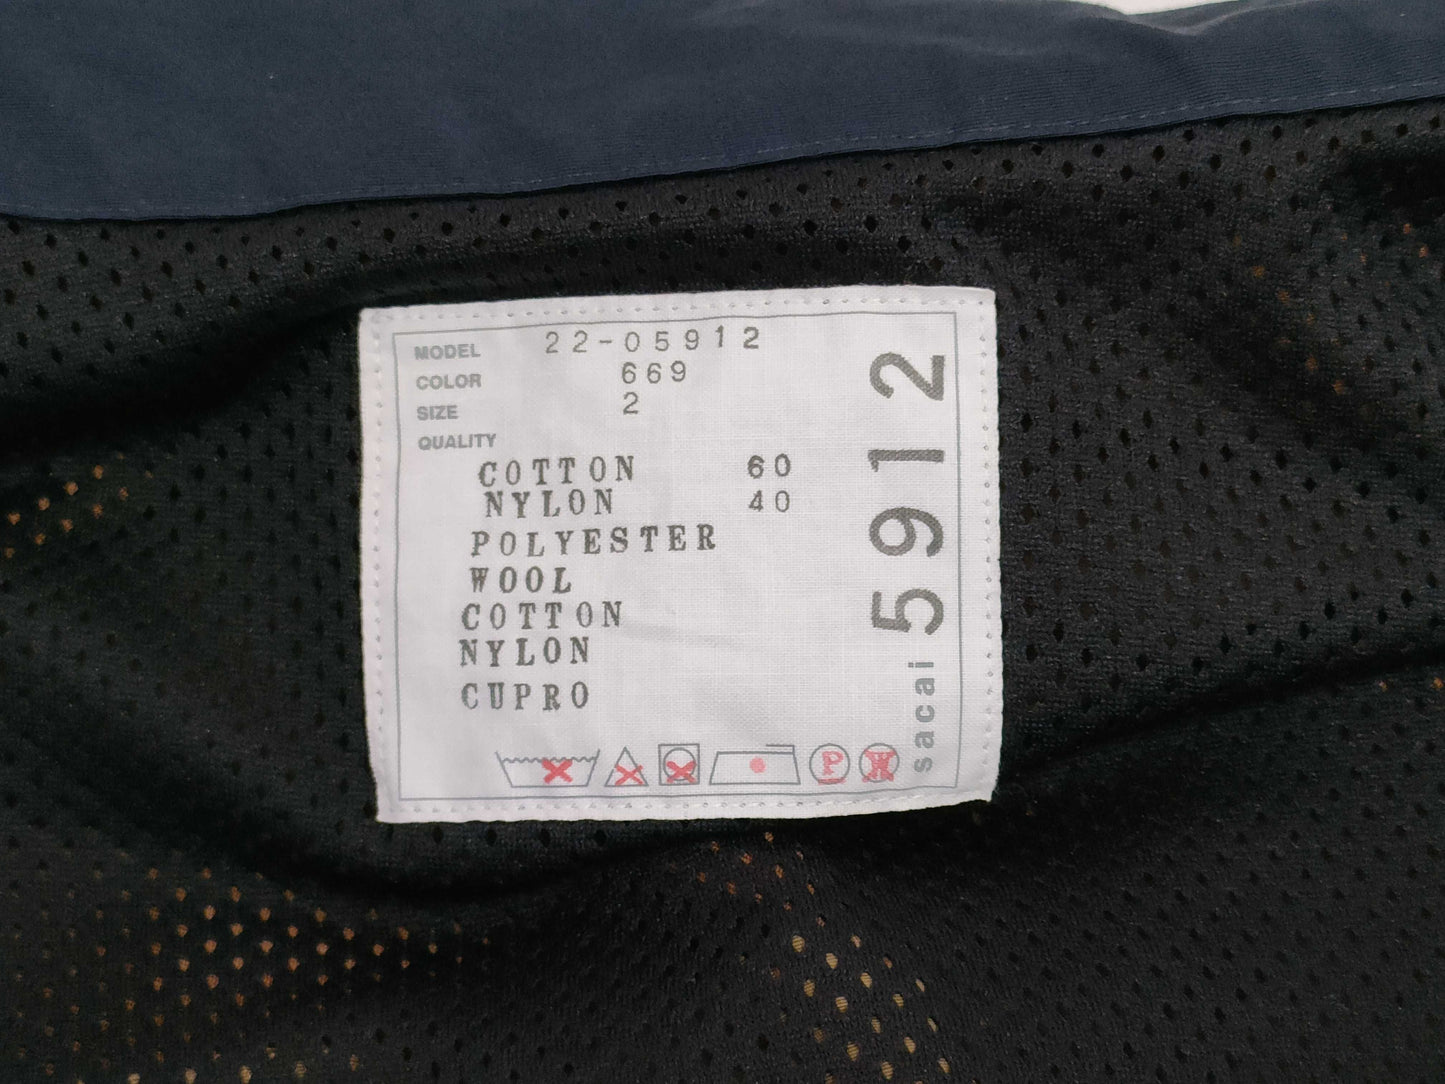 MODEL 22-05912
COLOR 669
SIZE 2
QUALITY
COTTON 60
NYLON 40
POLYESTER
WOOL
COTTON
NYLON
CUPRO
P W
sacai 5912